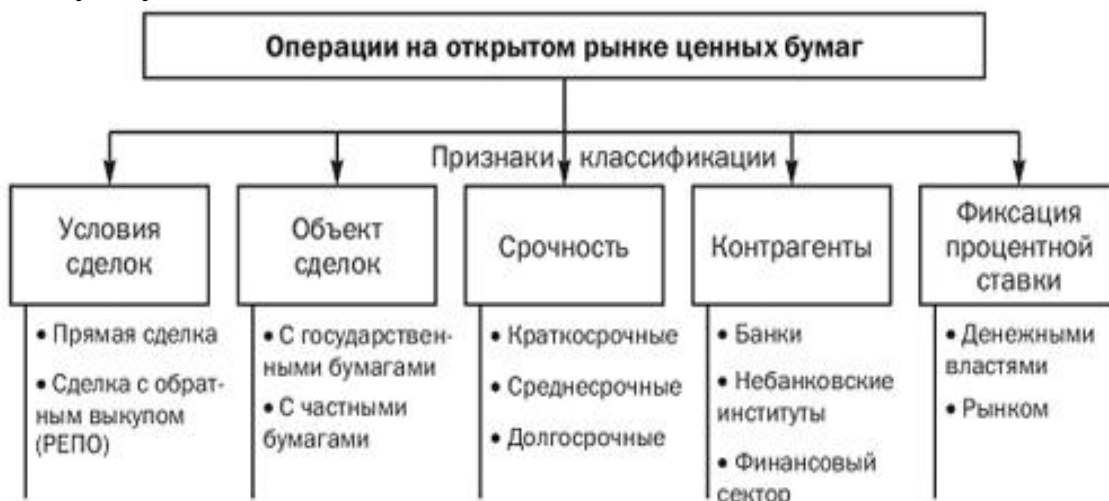 Операции на открытом рынке ценных бумаг
Признаки классификации
Условия
сделок
• Прямая сделка
• Сделка с обрат-
ным выкупом
(РЕПО)
Объект
сделок
• С государствен-
ными бумагами
• С частными
бумагами
Срочность
• Краткосрочные
• Среднесрочные
• Долгосрочные
Контрагенты
• Банки
• Небанковские
институты
• Финансовый
сектор
Фиксация
процентной
ставки
• Денежными
властями
• Рынком